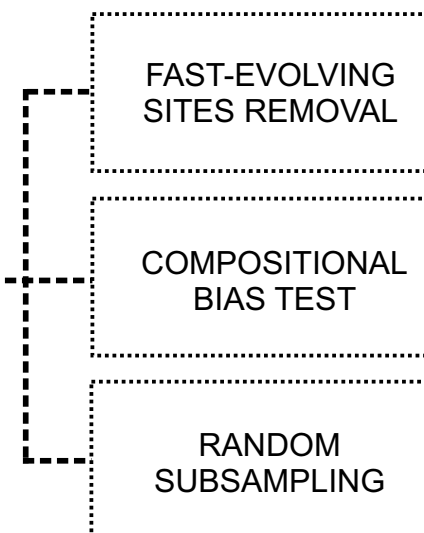 FAST-EVOLVING
SITES REMOVAL
COMPOSITIONAL
BIAS TEST
RANDOM
SUBSAMPLING